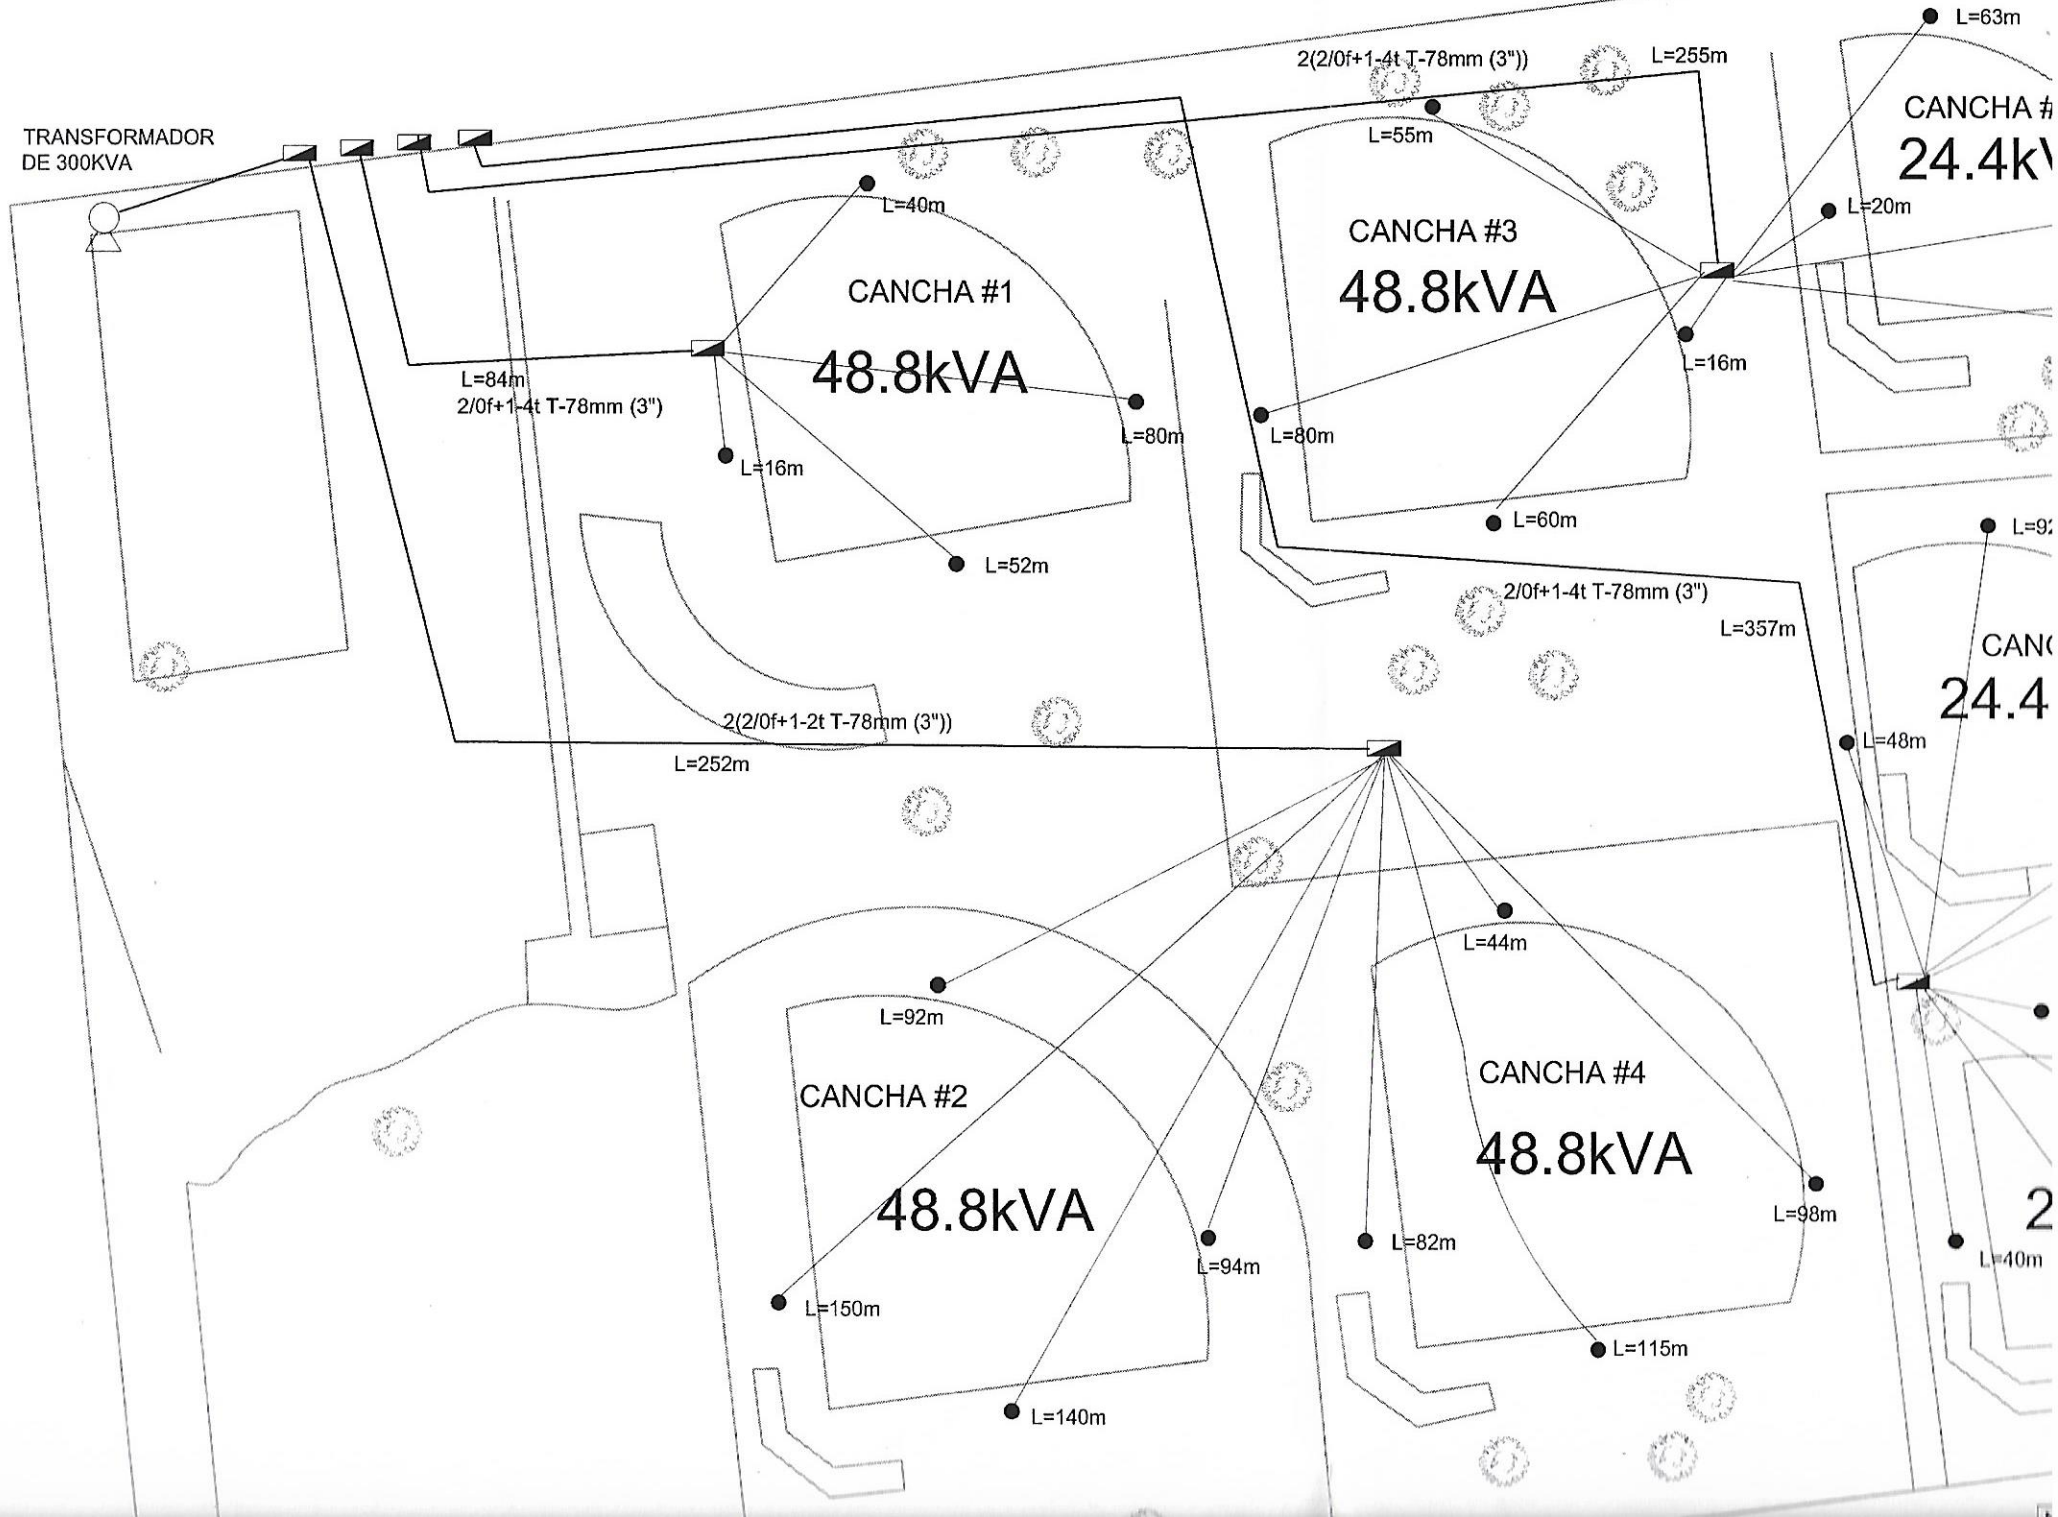 TRANSFORMADOR
DE 300KVA
2(2/0f+1-4t T-78mm (3"))
L=255m
L=63m
CANCHA #
24.4k
L=20m
L=55m
L=40m
CANCHA #1
48.8kVA
CANCHA #3
48.8kVA
L=84m
2/0f+1-4t T-78mm (3")
L=80m
L=16m
L=52m
L=80m
L=16m
L=60m
L=92
2/0f+1-4t T-78mm (3")
L=357m
CANC
24.4
L=48m
2(2/0f+1-2t T-78mm (3"))
L=252m
L=44m
L=92m
CANCHA #2
48.8kVA
CANCHA #4
48.8kVA
L=98m
L=82m
L=94m
L=150m
L=140m
L=115m
2
L=40m